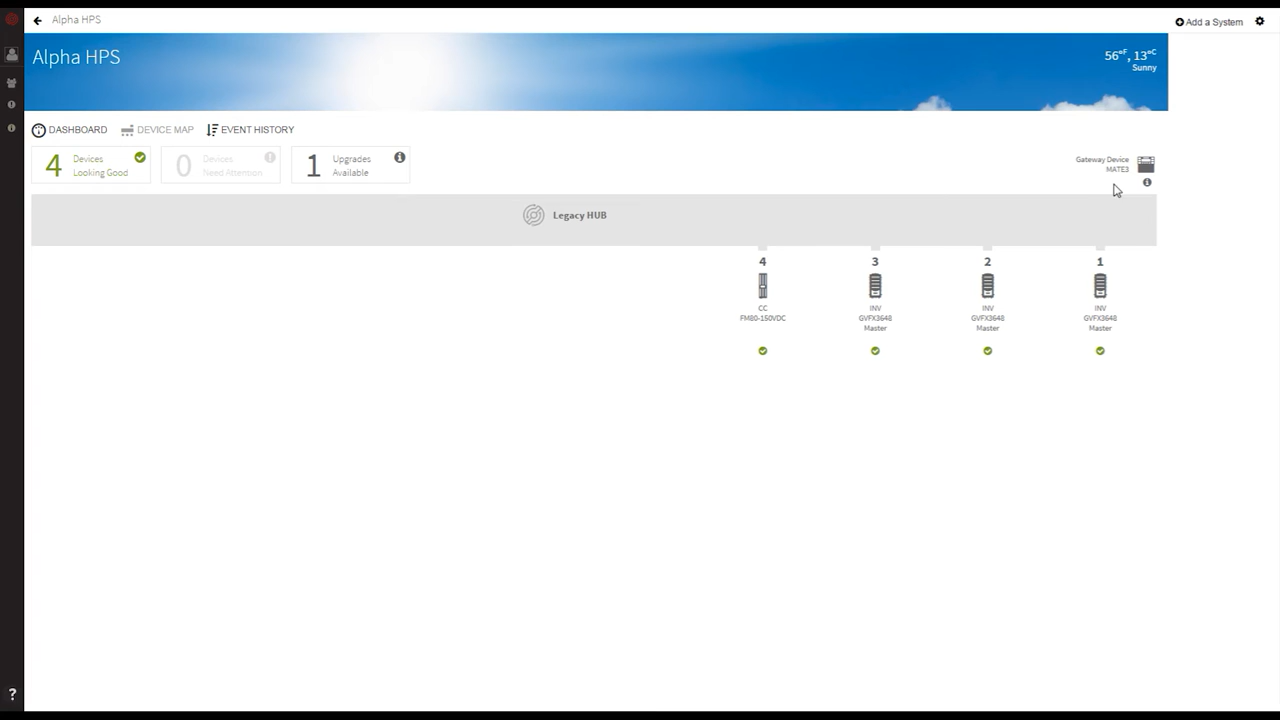 Alpha HPS
Add a System
Alpha HPS
56°F, 13°C
Sunny
DASHBOARD
DEVICE MAP
EVENT HISTORY
4
Devices
Looking Good
0
Devices
Need Attention
1
Upgrades
Available
Gateway Device
MATE3
Legacy HUB
4
CC
FM80-150VDC
3
INV
GVFX3648
Master
2
INV
GVFX3648
Master
1
INV
GVFX3648
Master
?